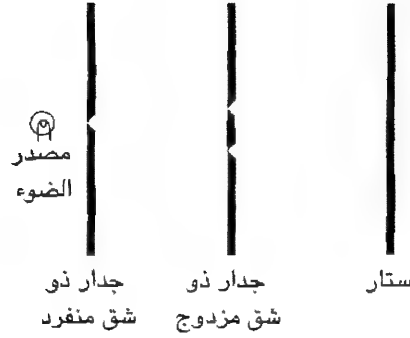 مصدر
الضوء
جدار ذو
شق منفرد
جدار ذو
شق مزدوج
ستار